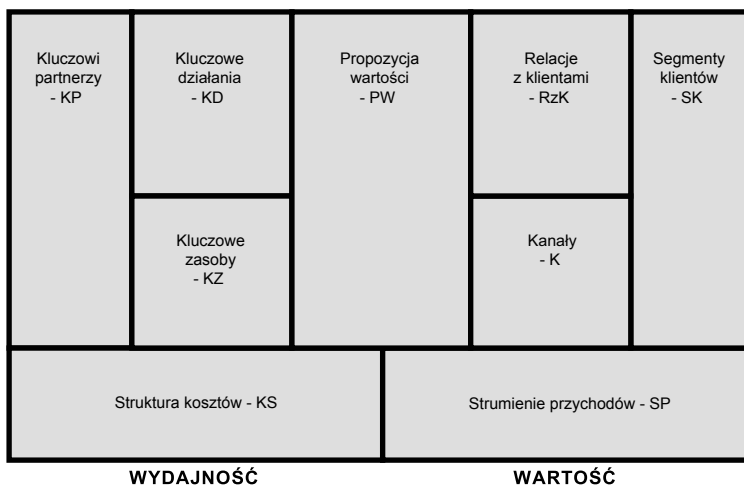 Kluczowi
partnerzy
- KP
Kluczowe
działania
- KD
Kluczowe
zasoby
- KZ
Propozycja
wartości
- PW
Relacje
z klientami
- RzK
Kanały
- K
Segmenty
klientów
- SK
Struktura kosztów - KS
Strumienie przychodów - SP
WYDAJNOŚĆ
WARTOŚĆ